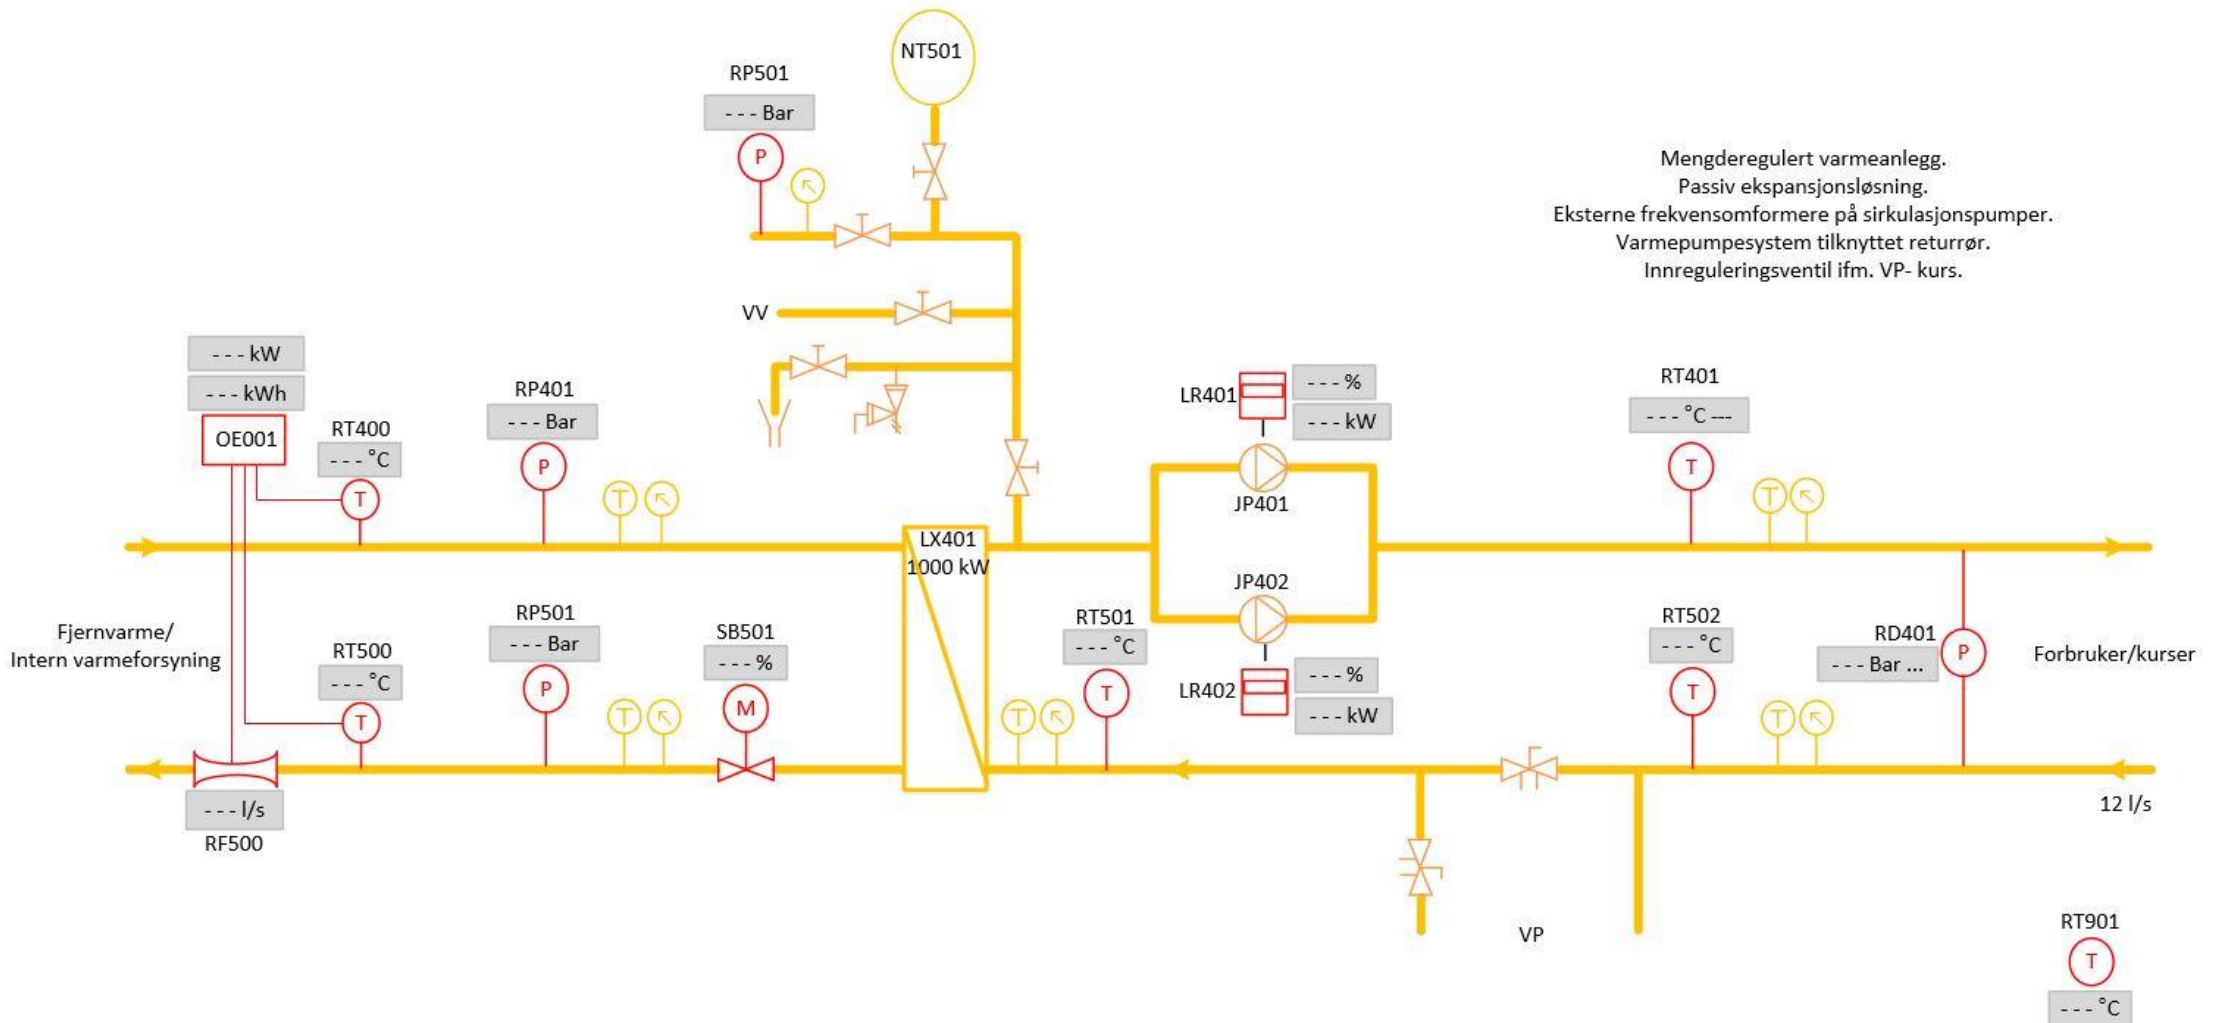 NT501
RP501
- - - Bar
P
Mengderegulert varmeanlegg.
Passiv ekspansjonsløsning.
Eksterne frekvensomformere på sirkulasjonspumper.
Varmepumpesystem tilknyttet returrør.
Innreguleringsventil ifm. VP- kurs.
VV
- - - kW
- - - kWh
OE001
RT400
- - - °C
T
RP401
- - - Bar
P
T
LR401
- - - %
- - - kW
JP401
RT401
- - - °C ---
T
T
LX401
1000 kW
JP402
LR402
- - - %
- - - kW
Fjernvarme/
Intern varmeforsyning
RT500
- - - °C
T
RP501
- - - Bar
P
T
SB501
- - - %
M
RT501
- - - °C
T
T
RT502
- - - °C
T
T
RD401
- - - Bar ...
P
Forbruker/kurser
12 l/s
- - - l/s
RF500
VP
RT901
T
- - - °C